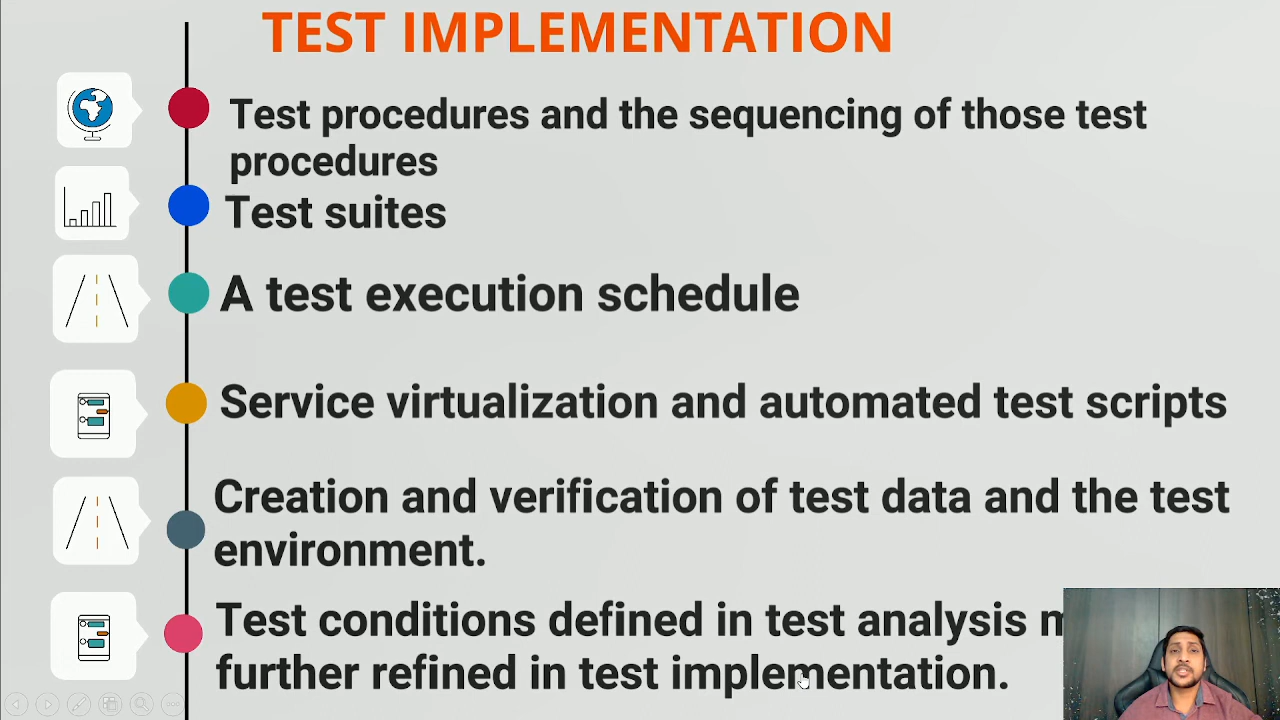 TEST IMPLEMENTATION
Test procedures and the sequencing of those test
procedures
Test suites
A test execution schedule
Service virtualization and automated test scripts
Creation and verification of test data and the test
environment.
Test conditions defined in test analysis
further refined in test implementation.